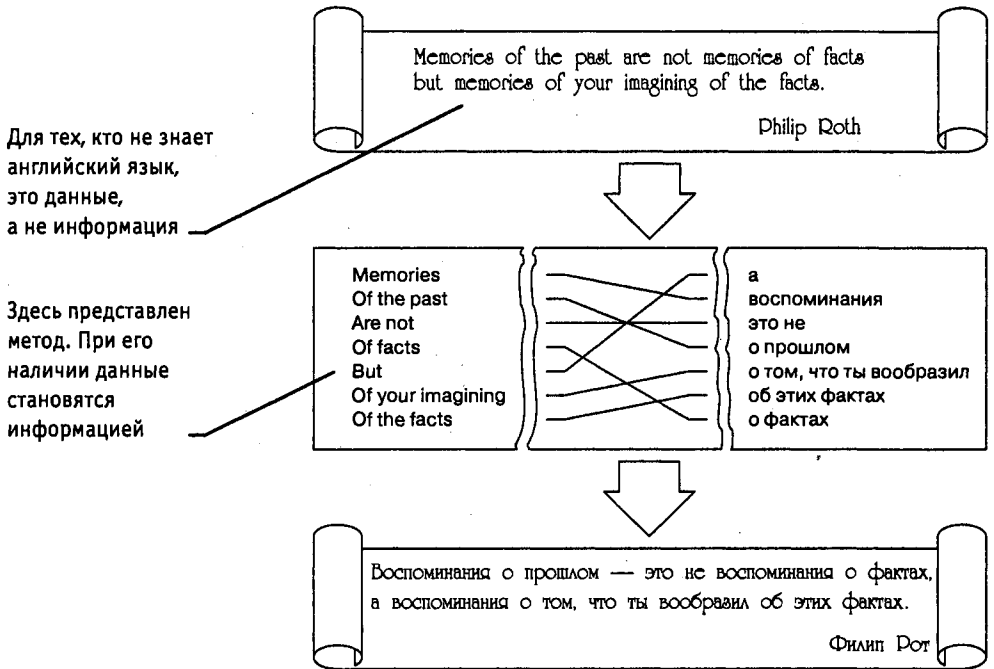 Memories of the past are not memories of facts
but memories of your imagining of the facts.
Philip Roth
Для тех, кто не знает
английский язык,
это данные,
а не информация
Здесь представлен
метод. При его
наличии данные
становятся
информацией
Memories
Of the past
Are not
Of facts
But
Of your imagining
Of the facts
а
воспоминания
это не
о прошлом
о том, что ты вообразил
об этих фактах
о фактах
Воспоминания о прошлом — это не воспоминания о фактах,
а воспоминания о том, что ты вообразил об этих фактах.
Филип Рот